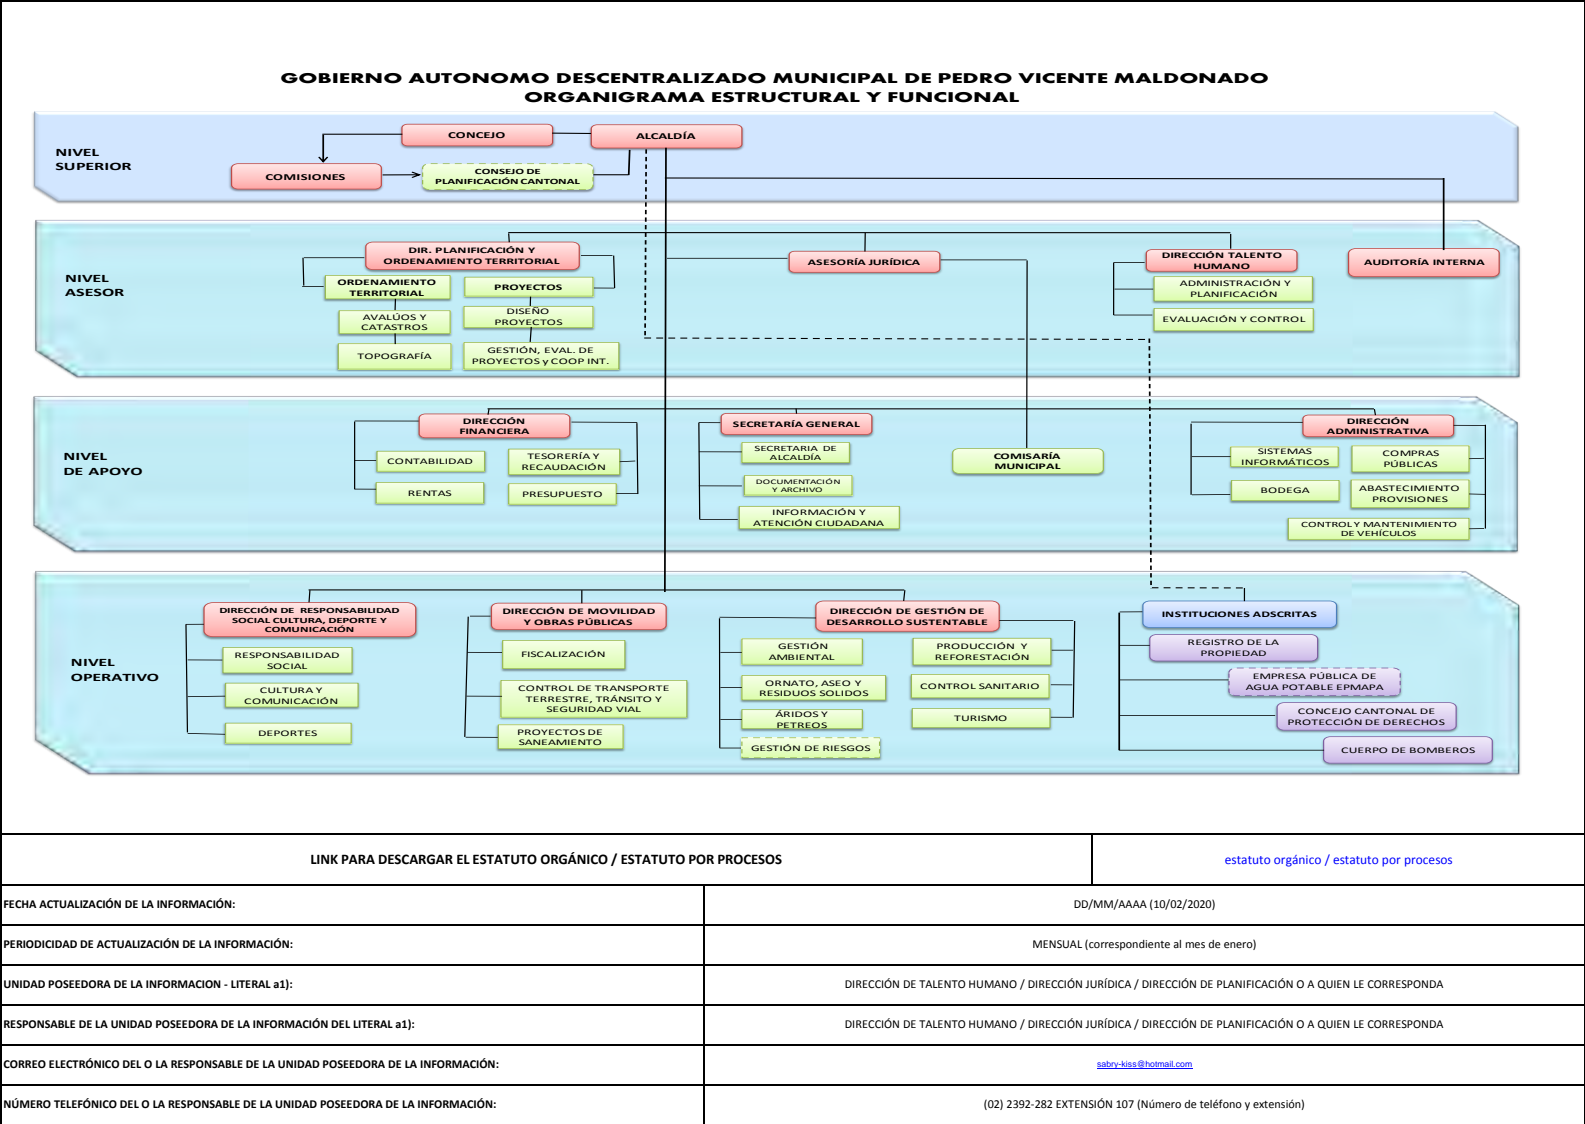 GOBIERNO AUTONOMO DESCENTRALIZADO MUNICIPAL DE PEDRO VICENTE MALDONADO
ORGANIGRAMA ESTRUCTURAL Y FUNCIONAL
NIVEL
SUPERIOR
CONCEJO
ALCALDÍA
COMISIONES
CONSEJO DE
PLANIFICACIÓN CANTONAL
NIVEL
ASESOR
DIR. PLANIFICACIÓN Y
ORDENAMIENTO TERRITORIAL
ORDENAMIENTO
TERRITORIAL
AVALÚOS Y
CATASTROS
TOPOGRAFÍA
PROYECTOS
DISEÑO
PROYECTOS
GESTIÓN, EVAL. DE
PROYECTOS y COOP INT.
ASESORÍA JURÍDICA
DIRECCIÓN TALENTO
HUMANO
ADMINISTRACIÓN Y
PLANIFICACIÓN
EVALUACIÓN Y CONTROL
AUDITORÍA INTERNA
NIVEL
DE APOYO
DIRECCIÓN
FINANCIERA
CONTABILIDAD
RENTAS
TESORERÍA Y
RECAUDACIÓN
PRESUPUESTO
SECRETARÍA GENERAL
SECRETARIA DE
ALCALDÍA
DOCUMENTACIÓN
Y ARCHIVO
INFORMACIÓN Y
ATENCIÓN CIUDADANA
COMISARÍA
MUNICIPAL
DIRECCIÓN
ADMINISTRATIVA
SISTEMAS
INFORMÁTICOS
BODEGA
COMPRAS
PÚBLICAS
ABASTECIMIENTO
PROVISIONES
CONTROL Y MANTENIMIENTO
DE VEHÍCULOS
NIVEL
OPERATIVO
DIRECCIÓN DE RESPONSABILIDAD
SOCIAL CULTURA, DEPORTE Y
COMUNICACIÓN
RESPONSABILIDAD
SOCIAL
CULTURA Y
COMUNICACIÓN
DEPORTES
DIRECCIÓN DE MOVILIDAD
Y OBRAS PÚBLICAS
FISCALIZACIÓN
CONTROL DE TRANSPORTE
TERRESTRE, TRÁNSITO Y
SEGURIDAD VIAL
PROYECTOS DE
SANEAMIENTO
DIRECCIÓN DE GESTIÓN DE
DESARROLLO SUSTENTABLE
GESTIÓN
AMBIENTAL
ORNATO, ASEO Y
RESIDUOS SOLIDOS
ÁRIDOS Y
PETREOS
GESTIÓN DE RIESGOS
PRODUCCIÓN Y
REFORESTACIÓN
CONTROL SANITARIO
TURISMO
INSTITUCIONES ADSCRITAS
REGISTRO DE LA
PROPIEDAD
EMPRESA PÚBLICA DE
AGUA POTABLE EPMAPA
CONCEJO CANTONAL DE
PROTECCIÓN DE DERECHOS
CUERPO DE BOMBEROS
LINK PARA DESCARGAR EL ESTATUTO ORGÁNICO / ESTATUTO POR PROCESOS
estatuto orgánico / estatuto por procesos
FECHA ACTUALIZACIÓN DE LA INFORMACIÓN:
DD/MM/AAAA (10/02/2020)
PERIODICIDAD DE ACTUALIZACIÓN DE LA INFORMACIÓN:
MENSUAL (correspondiente al mes de enero)
UNIDAD POSEEDORA DE LA INFORMACION - LITERAL a1):
DIRECCIÓN DE TALENTO HUMANO / DIRECCIÓN JURÍDICA / DIRECCIÓN DE PLANIFICACIÓN O A QUIEN LE CORRESPONDA
RESPONSABLE DE LA UNIDAD POSEEDORA DE LA INFORMACIÓN DEL LITERAL a1):
DIRECCIÓN DE TALENTO HUMANO / DIRECCIÓN JURÍDICA / DIRECCIÓN DE PLANIFICACIÓN O A QUIEN LE CORRESPONDA
CORREO ELECTRÓNICO DEL O LA RESPONSABLE DE LA UNIDAD POSEEDORA DE LA INFORMACIÓN:
sabry-kiss@hotmail.com
NÚMERO TELEFÓNICO DEL O LA RESPONSABLE DE LA UNIDAD POSEEDORA DE LA INFORMACIÓN:
(02) 2392-282 EXTENSIÓN 107 (Número de teléfono y extensión)